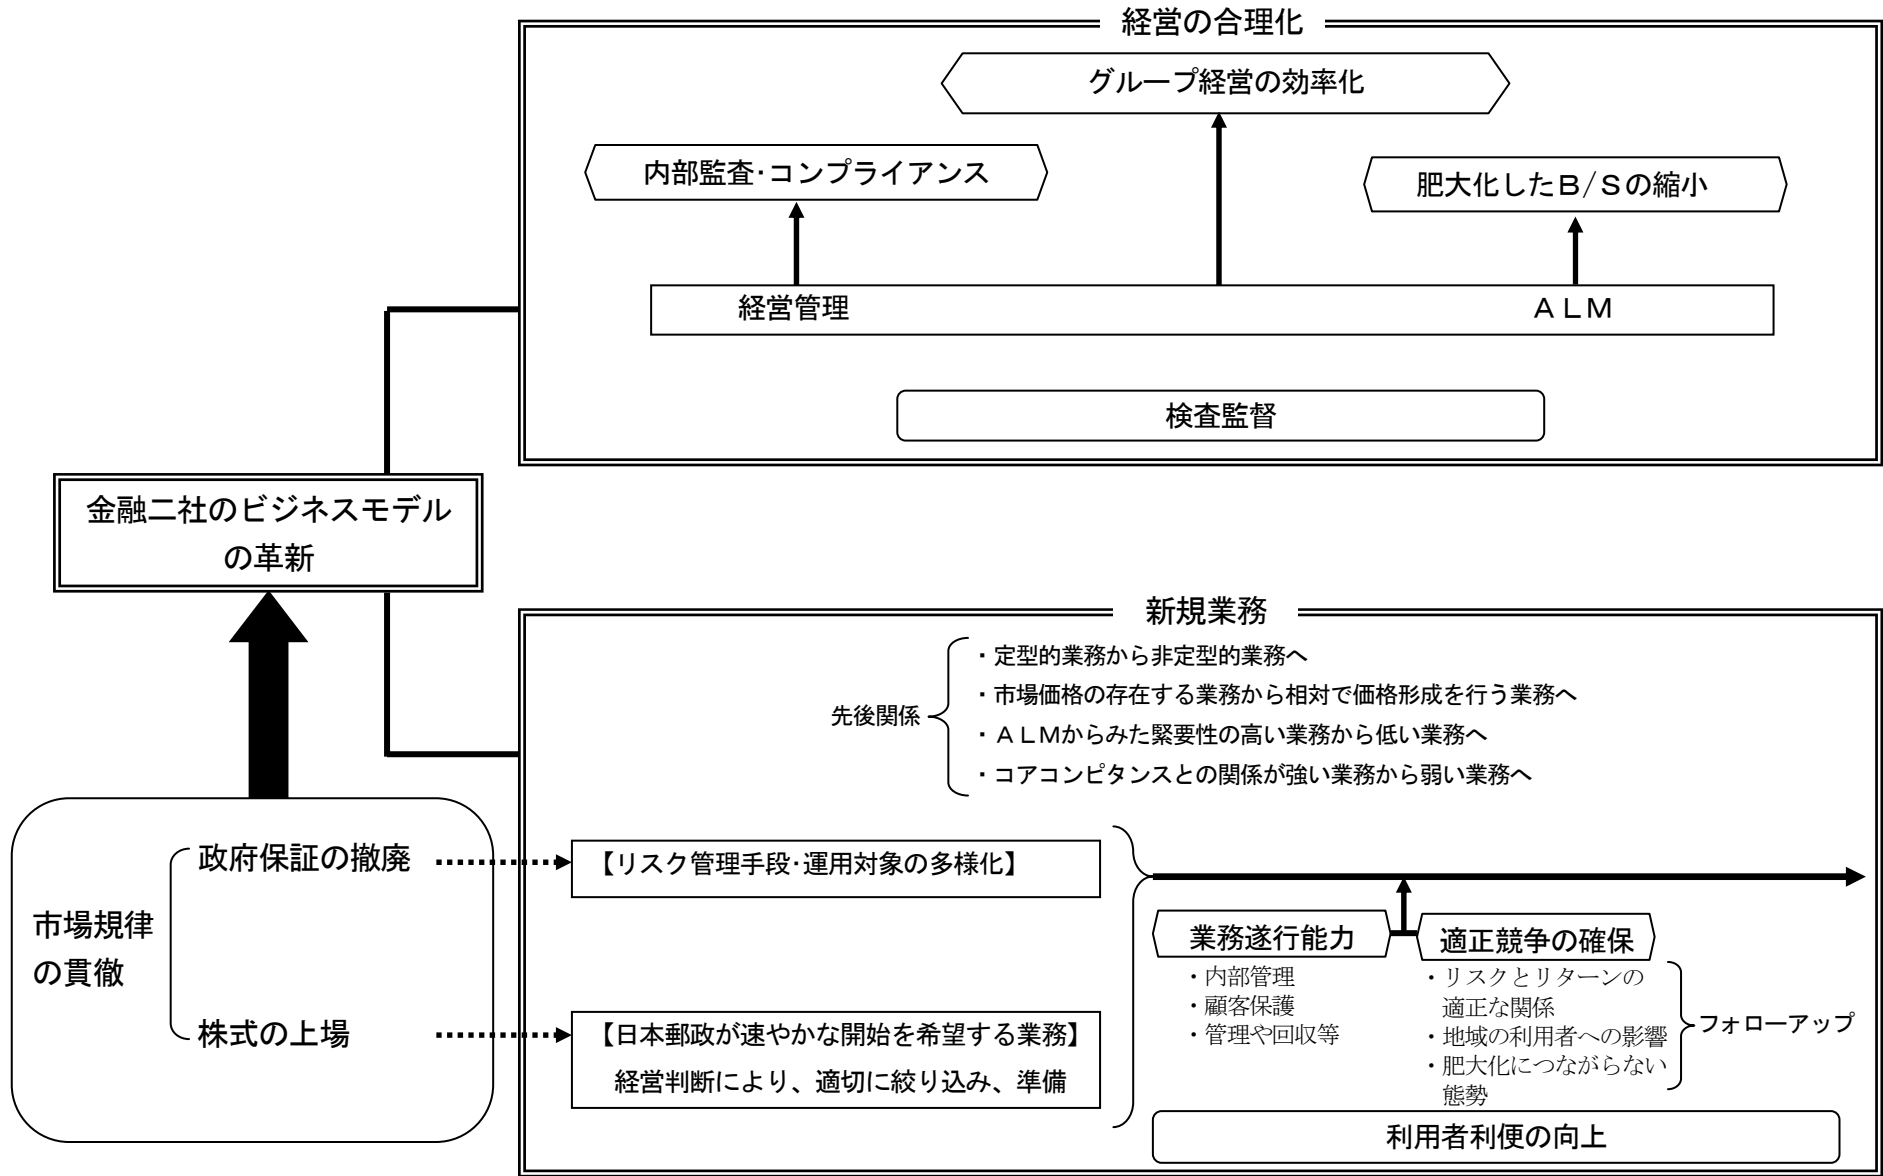 経営の合理化
グループ経営の効率化
内部監査･コンプライアンス
肥大化したＢ/Ｓの縮小
経営管理
ＡＬＭ
検査監督
金融二社のビジネスモデル
の革新
市場規律
の貫徹
政府保証の撤廃
株式の上場
新規業務
先後関係
・定型的業務から非定型的業務へ
・市場価格の存在する業務から相対で価格形成を行う業務へ
・ＡＬＭからみた緊要性の高い業務から低い業務へ
・コアコンピタンスとの関係が強い業務から弱い業務へ
【リスク管理手段･運用対象の多様化】
【日本郵政が速やかな開始を希望する業務】
経営判断により、適切に絞り込み、準備
業務遂行能力
・内部管理
・顧客保護
・管理や回収等
適正競争の確保
・リスクとリターンの
適正な関係
・地域の利用者への影響
・肥大化につながらない
態勢
フォローアップ
利用者利便の向上